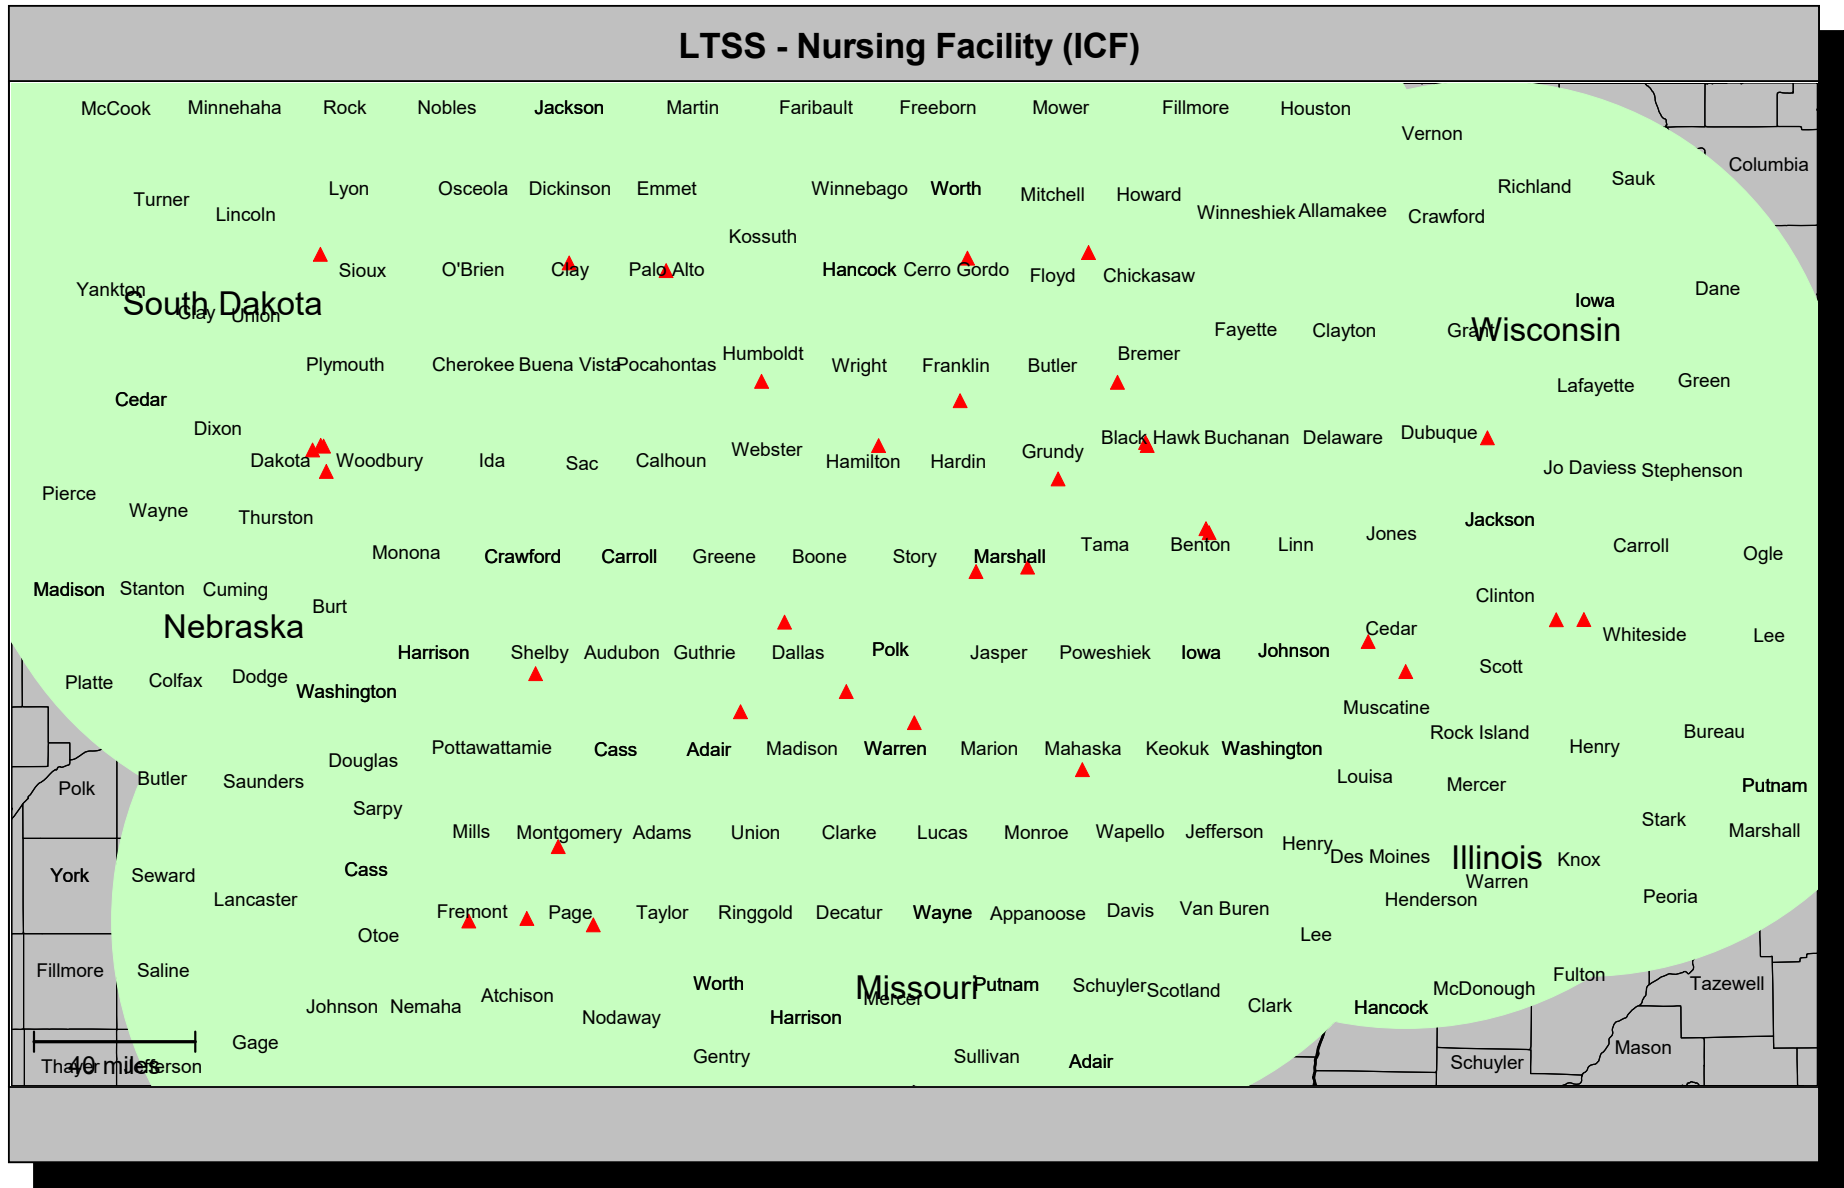 LTSS - Nursing Facility (ICF)
McCook Minnehaha Rock Nobles Jackson Martin Faribault Freeborn Mower Fillmore Houston
Vernon
Columbia
Lyon Osceola Dickinson Emmet Winnebago Worth Mitchell Howard Richland Sauk
Turner Lincoln Winneshiek Allamakee Crawford
Kossuth
Sioux O'Brien Clay Palo Alto Hancock Cerro Gordo Floyd Chickasaw
Yankton Iowa Dane
South Dakota
Clay Union
Fayette Clayton Grant Wisconsin
Plymouth Cherokee Buena Vista Pocahontas Humboldt Wright Franklin Butler Bremer
Lafayette Green
Cedar
Dixon Black Hawk Buchanan Delaware Dubuque
Dakota Woodbury Ida Sac Calhoun Webster Hamilton Hardin Grundy
Jo Daviess Stephenson
Pierce Wayne Thurston Jackson
Monona Crawford Carroll Greene Boone Story Marshall Tama Benton Linn Jones Carroll Ogle
Madison Stanton Cuming Burt Clinton
Nebraska
Cedar Whiteside Lee
Harrison Shelby Audubon Guthrie Dallas Polk Jasper Poweshiek Iowa Johnson
Scott
Platte Colfax Dodge Washington
Muscatine
Rock Island Henry Bureau
Douglas Pottawattamie Cass Adair Madison Warren Marion Mahaska Keokuk Washington
Polk Butler Saunders Louisa Mercer Putnam
Sarpy
Mills Montgomery Adams Union Clarke Lucas Monroe Wapello Jefferson Stark Marshall
Henry Des Moines Illinois Knox
York Seward Cass Warren
Lancaster Henderson Peoria
Fremont Page Taylor Ringgold Decatur Wayne Appanoose Davis Van Buren
Otoe Lee
Fillmore Saline Fulton
Worth Missouri Putnam Schuyler Scotland McDonough Tazewell
Mercer
Johnson Nemaha Atchison Clark Hancock
Nodaway Harrison
Gage Gentry Sullivan Adair Schuyler Mason
Thayer Jefferson
40 miles